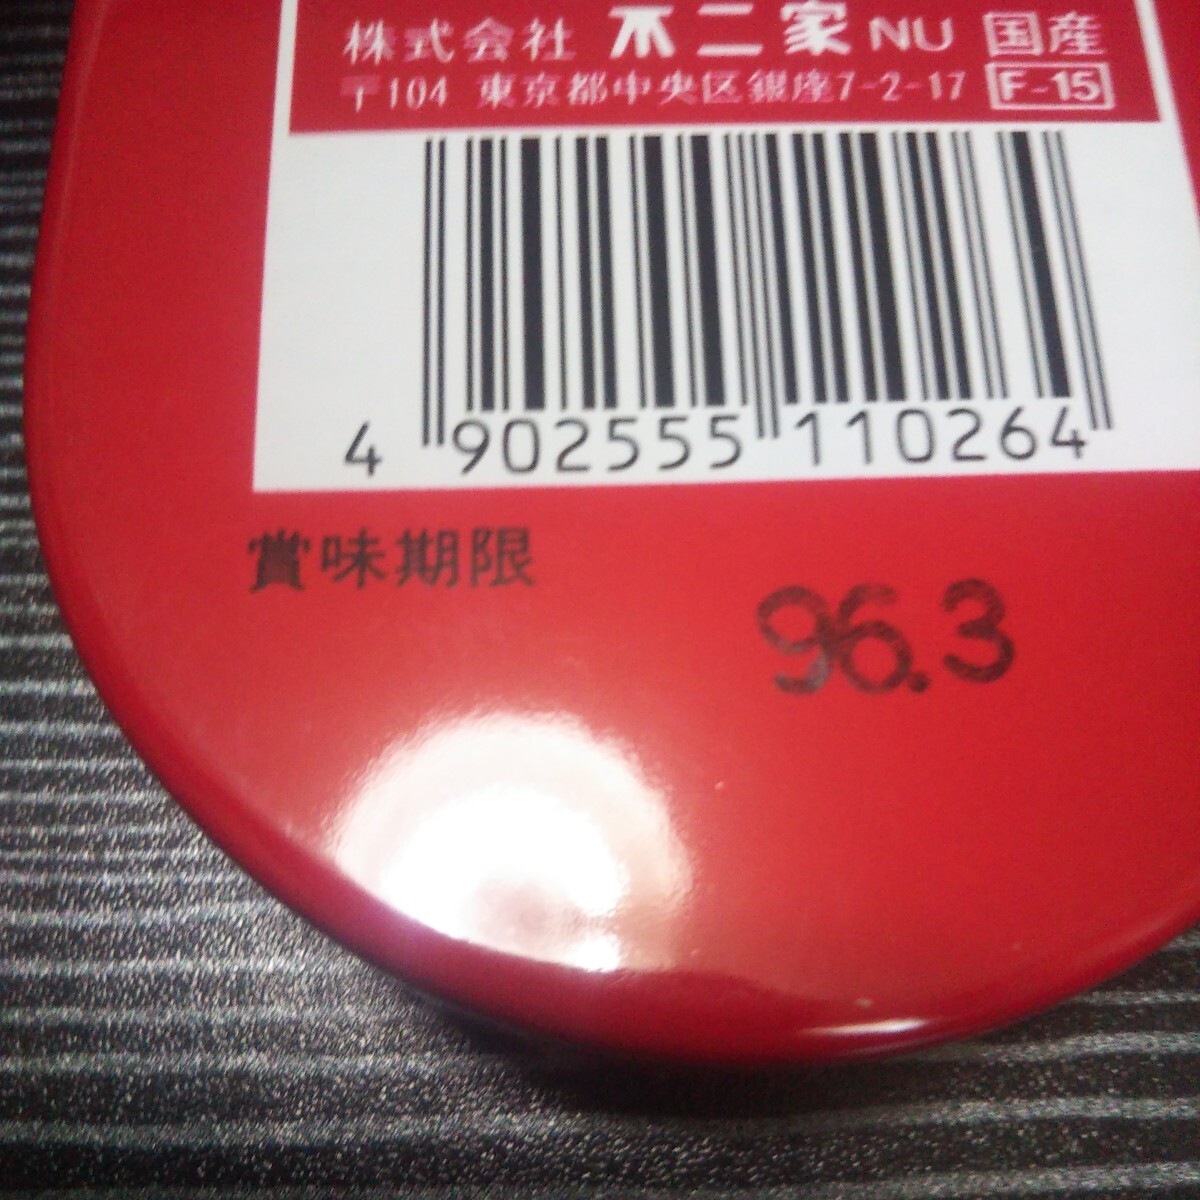 株式会社 不二家 NU 国産
〒104 東京都中央区銀座7-2-17 F-15
4 902555 110264
賞味期限
96.3